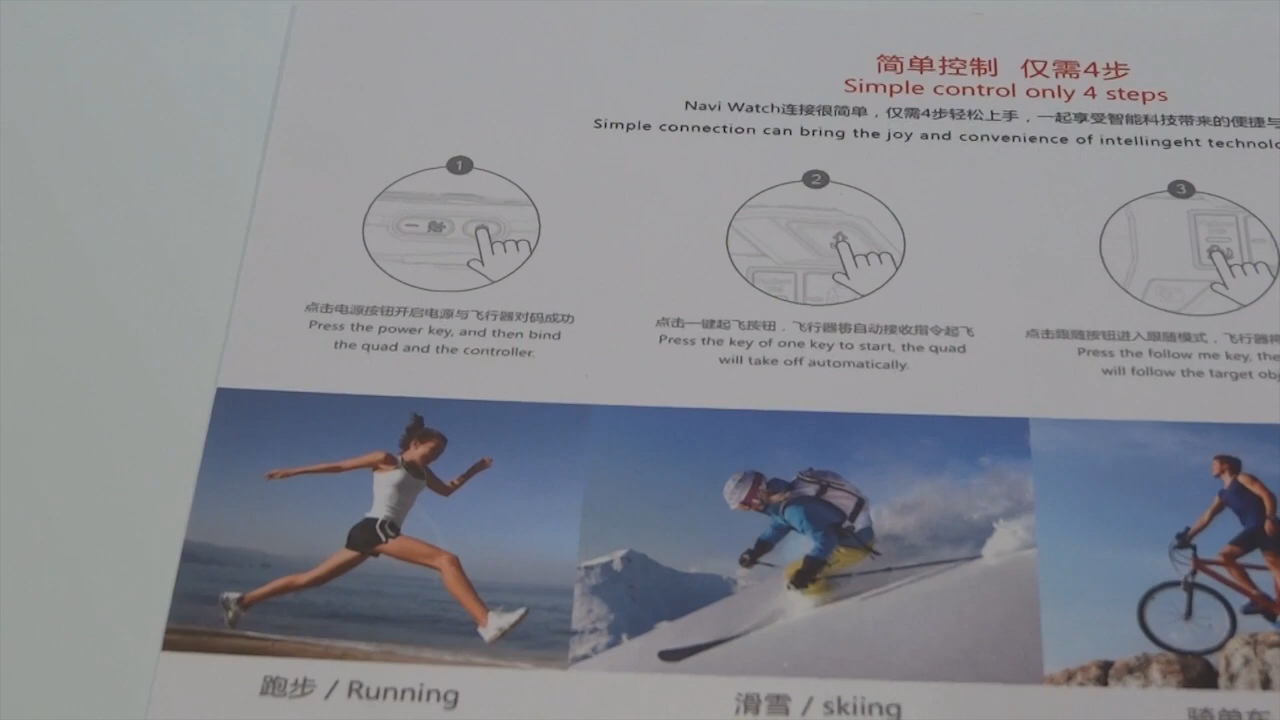 简单控制 仅需4步
Simple control only 4 steps
Navi Watch连接很简单，仅需4步轻松上手，一起享受智能科技带来的便捷与
Simple connection can bring the joy and convenience of intellingeht technolo
1
2
3
点击电源按钮开启电源与飞行器对码成功
Press the power key, and then bind
the quad and the controller.
点击一键起飞按钮，飞行器将自动接收指令起飞
Press the key of one key to start, the quad
will take off automatically.
点击跟随按钮进入跟随模式，飞行器将
Press the follow me key, the
will follow the target obj
跑步 / Running
滑雪 / skiing
骑单车